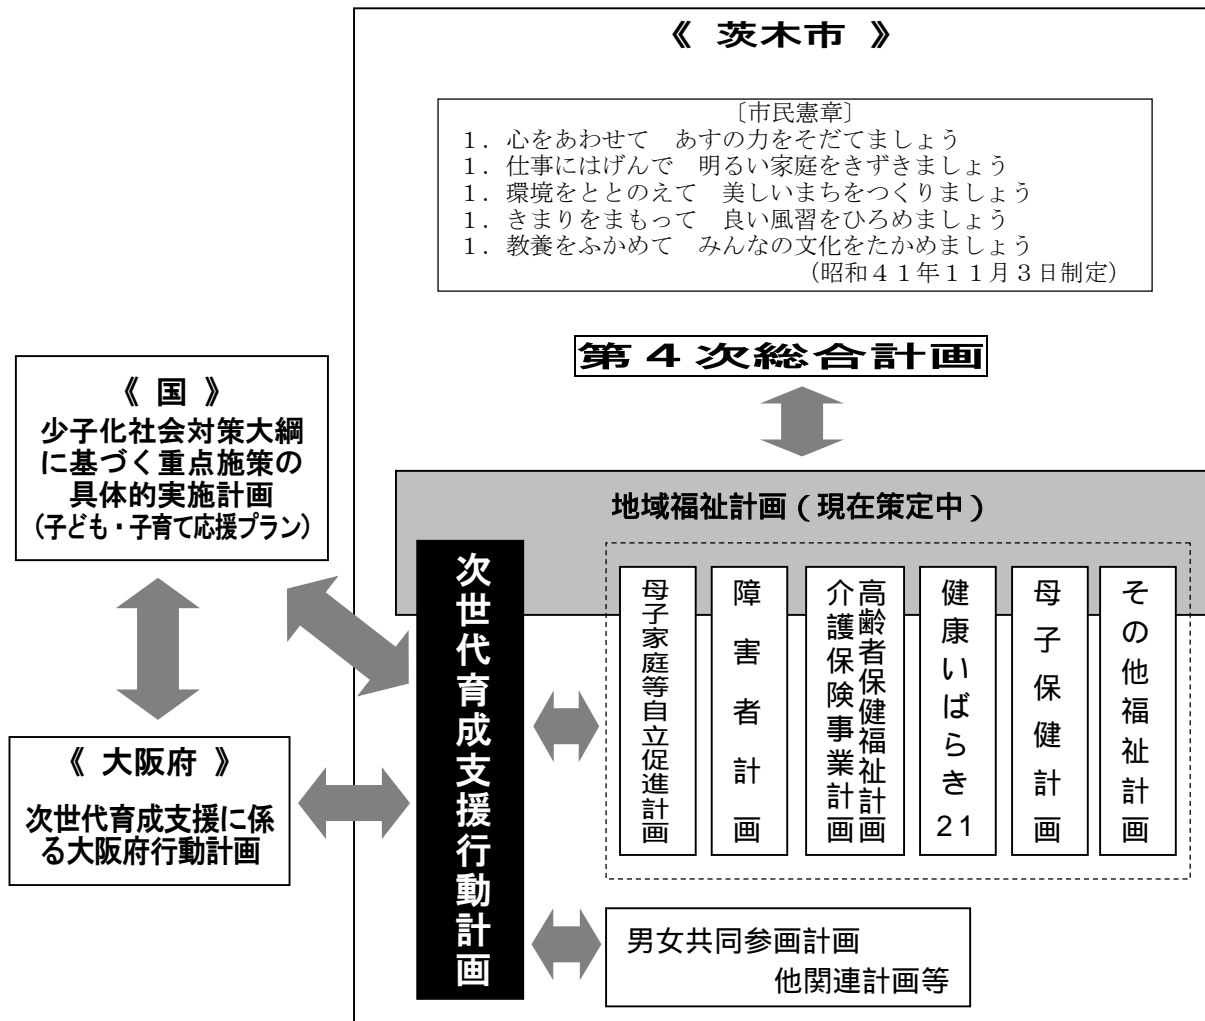 《 茨木市 》
〔市民憲章〕
１．心をあわせて　あすの力をそだてましょう
１．仕事にはげんで　明るい家庭をきずきましょう
１．環境をととのえて　美しいまちをつくりましょう
１．きまりをまもって　良い風習をひろめましょう
１．教養をふかめて　みんなの文化をたかめましょう
（昭和４１年１１月３日制定）
第４次総合計画
《 国 》
少子化社会対策大綱
に基づく重点施策の
具体的実施計画
（子ども・子育て応援プラン）
地域福祉計画（現在策定中）
次世代育成支援行動計画
母子家庭等自立促進計画
障害者計画
高齢者保健福祉計画
介護保険事業計画
健康いばらき21
母子保健計画
その他福祉計画
《 大阪府 》
次世代育成支援に係
る大阪府行動計画
男女共同参画計画
他関連計画等